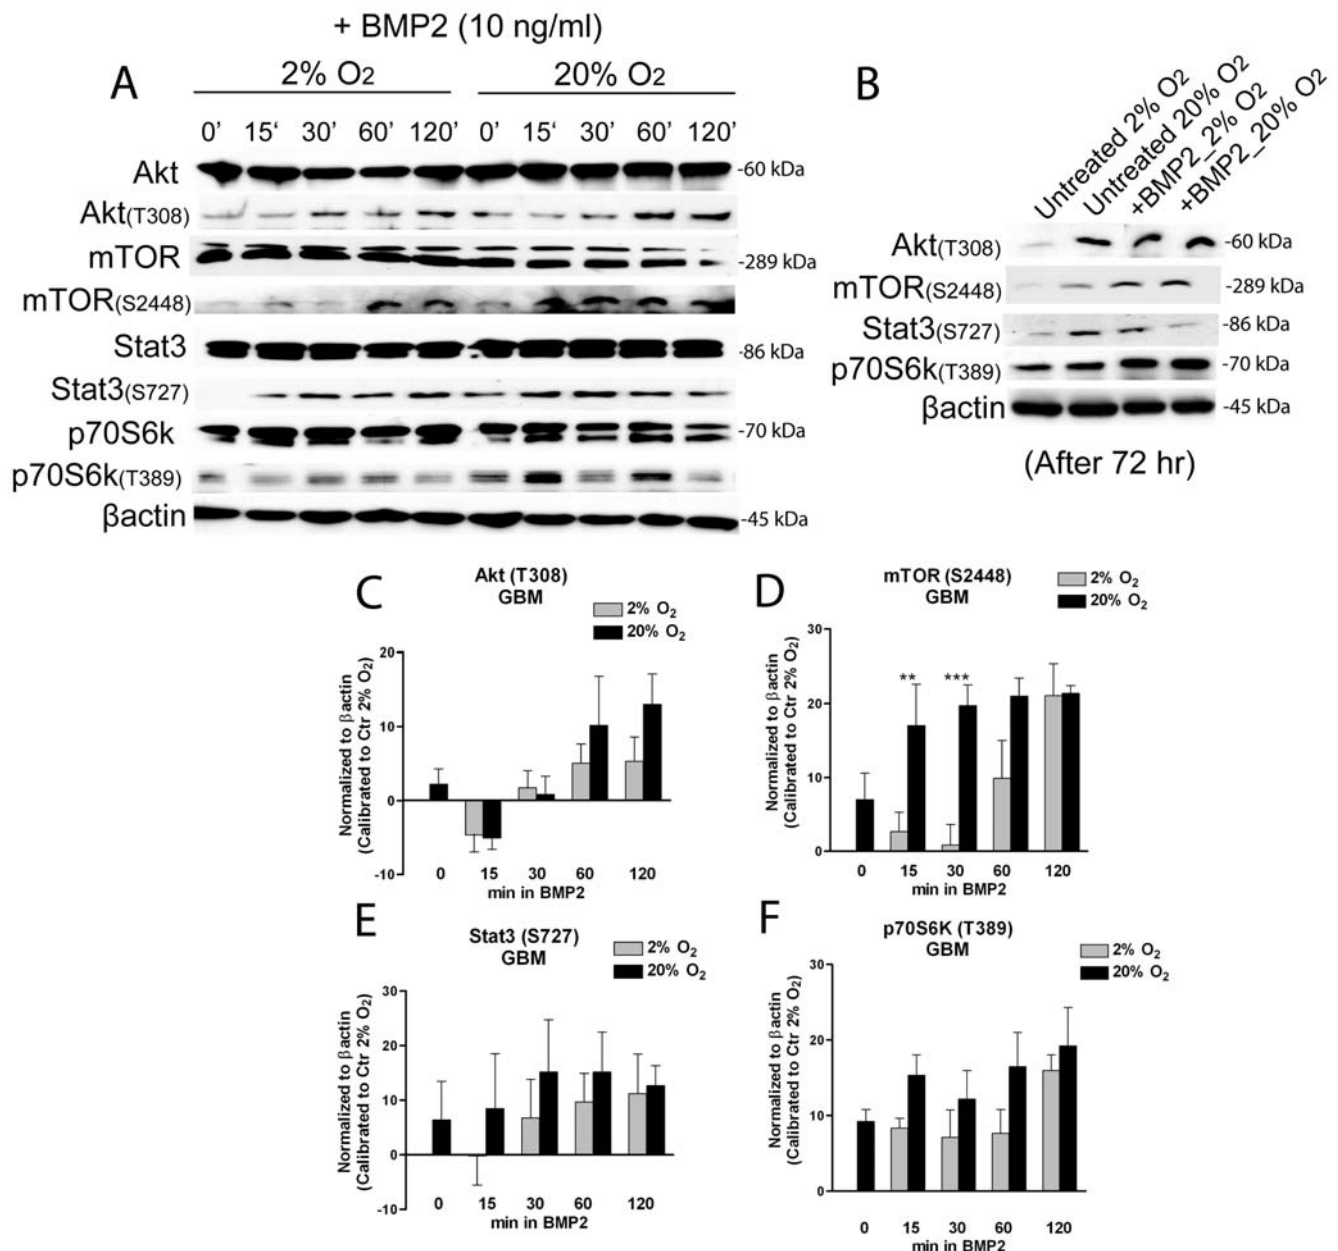 + BMP2 (10 ng/ml)
A
2% O2
20% O2
0' 15' 30' 60' 120' 0' 15' 30' 60' 120'
Akt -60 kDa
Akt(T308)
mTOR -289 kDa
mTOR(S2448)
Stat3 -86 kDa
Stat3(S727)
p70S6k -70 kDa
p70S6k(T389)
βactin -45 kDa
B
Untreated 2% O2
Untreated 20% O2
+BMP2_2% O2
+BMP2_20% O2
Akt(T308) -60 kDa
mTOR(S2448) -289 kDa
Stat3(S727) -86 kDa
p70S6k(T389) -70 kDa
βactin -45 kDa
(After 72 hr)
C
Akt (T308)
GBM
2% O2
20% O2
Normalized to βactin
(Calibrated to Ctr 2% O2)
20
10
0
-10
0 15 30 60 120
min in BMP2
D
mTOR (S2448)
GBM
2% O2
20% O2
Normalized to βactin
(Calibrated to Ctr 2% O2)
30
20
10
0
** ***
0 15 30 60 120
min in BMP2
E
Stat3 (S727)
GBM
2% O2
20% O2
Normalized to βactin
(Calibrated to Ctr 2% O2)
30
20
10
0
-10
0 15 30 60 120
min in BMP2
F
p70S6K (T389)
GBM
2% O2
20% O2
Normalized to βactin
(Calibrated to Ctr 2% O2)
30
20
10
0
0 15 30 60 120
min in BMP2